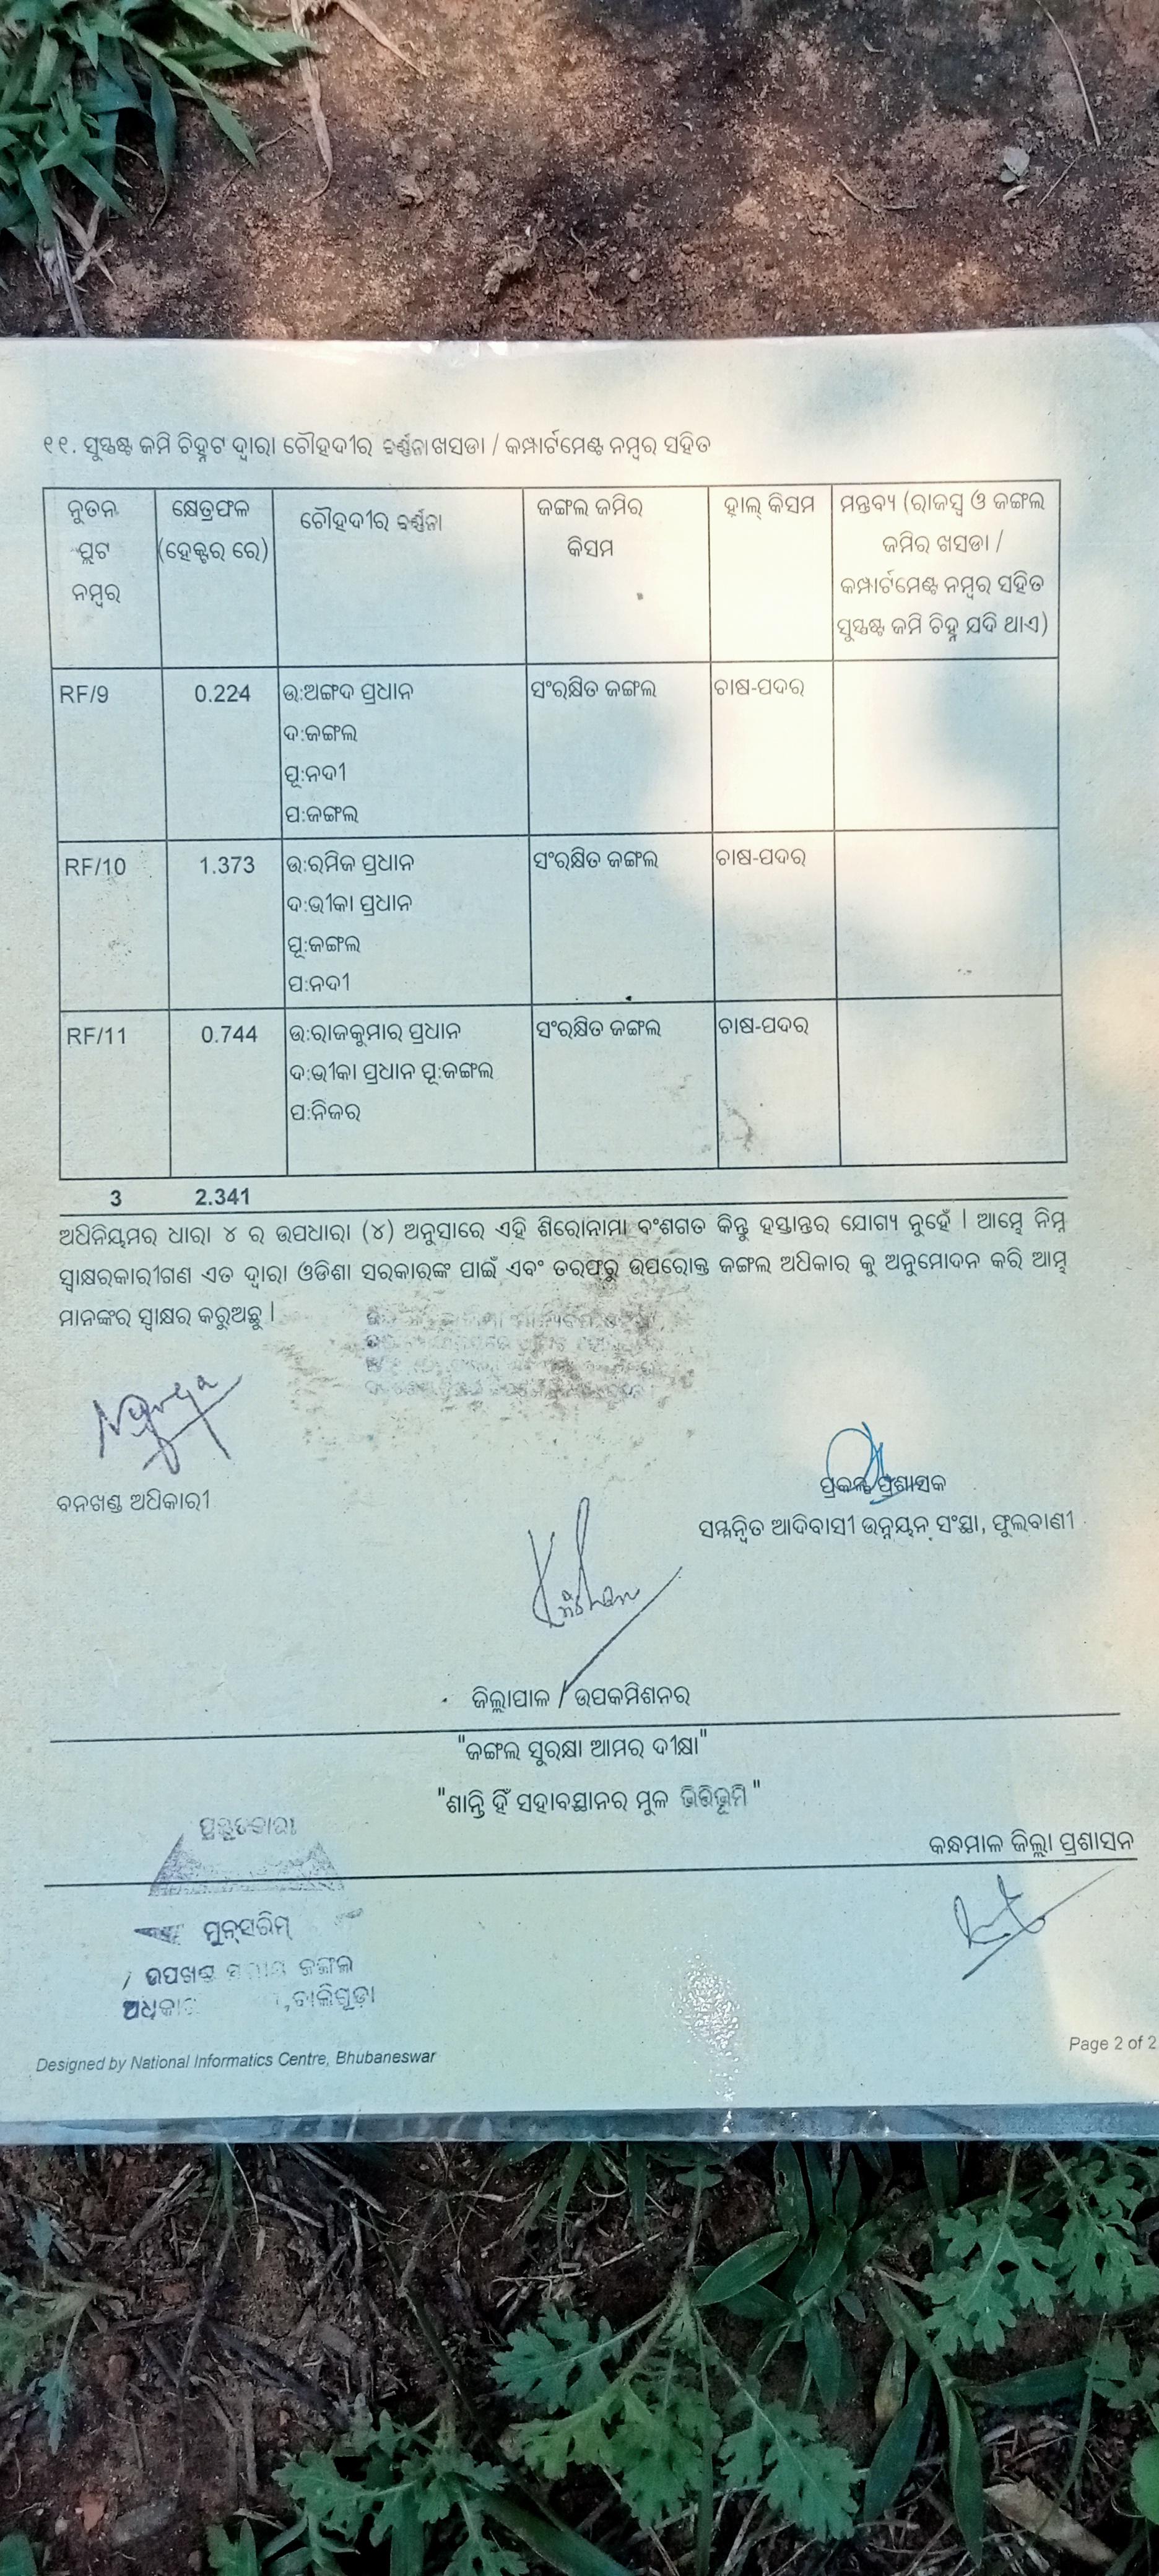 ୧୧. ସୁସ୍ପଷ୍ଟ ଜମି ଚିହ୍ନଟ ଦ୍ୱାରା ଚୌହଦୀର ବର୍ଣ୍ଣନା ଖସଡା / କମ୍ପାର୍ଟମେଣ୍ଟ ନମ୍ବର ସହିତ
ନୁତନ ପ୍ଲଟ ନମ୍ବର
କ୍ଷେତ୍ରଫଳ (ହେକ୍ଟର ରେ)
ଚୌହଦୀର ବର୍ଣ୍ଣନା
ଜଙ୍ଗଲ ଜମିର କିସମ
ହାଲ୍ କିସମ
ମନ୍ତବ୍ୟ (ରାଜସ୍ୱ ଓ ଜଙ୍ଗଲ ଜମିର ଖସଡା / କମ୍ପାର୍ଟମେଣ୍ଟ ନମ୍ବର ସହିତ ସୁସ୍ପଷ୍ଟ ଜମି ଚିହ୍ନ ଯଦି ଥାଏ)
RF/9 0.224 ଉ:ଅଙ୍ଗଦ ପ୍ରଧାନ ସଂରକ୍ଷିତ ଜଙ୍ଗଲ ଚାଷ-ପଦର
ଦ:ଜଙ୍ଗଲ
ପୂ:ନଦୀ
ପ:ଜଙ୍ଗଲ
RF/10 1.373 ଉ:ରମିଜ ପ୍ରଧାନ ସଂରକ୍ଷିତ ଜଙ୍ଗଲ ଚାଷ-ପଦର
ଦ:ଭୀକା ପ୍ରଧାନ
ପୂ:ଜଙ୍ଗଲ
ପ:ନଦୀ
RF/11 0.744 ଉ:ରାଜକୁମାର ପ୍ରଧାନ ସଂରକ୍ଷିତ ଜଙ୍ଗଲ ଚାଷ-ପଦର
ଦ:ଭୀକା ପ୍ରଧାନ ପୂ:ଜଙ୍ଗଲ
ପ:ନିଜର
3 2.341
ଅଧିନିୟମର ଧାରା ୪ ର ଉପଧାରା (୪) ଅନୁସାରେ ଏହି ଶିରୋନାମା ବଂଶଗତ କିନ୍ତୁ ହସ୍ତାନ୍ତର ଯୋଗ୍ୟ ନୁହେଁ । ଆମ୍ଭେ ନିମ୍ନ
ସ୍ୱାକ୍ଷରକାରୀଗଣ ଏତ ଦ୍ୱାରା ଓଡିଶା ସରକାରଙ୍କ ପାଇଁ ଏବଂ ତରଫରୁ ଉପରୋକ୍ତ ଜଙ୍ଗଲ ଅଧିକାର କୁ ଅନୁମୋଦନ କରି ଆମ୍ଭ
ମାନଙ୍କର ସ୍ୱାକ୍ଷର କରୁଅଛୁ ।
ବନଖଣ୍ଡ ଅଧିକାରୀ
ପ୍ରକଳ୍ପ ପ୍ରଶାସକ
ସମନ୍ୱିତ ଆଦିବାସୀ ଉନ୍ନୟନ ସଂସ୍ଥା, ଫୁଲବାଣୀ
ଜିଲ୍ଲାପାଳ / ଉପକମିଶନର
"ଜଙ୍ଗଲ ସୁରକ୍ଷା ଆମର ଦୀକ୍ଷା"
"ଶାନ୍ତି ହିଁ ସହାବସ୍ଥାନର ମୁଳ ଭିତ୍ତିଭୂମି "
ପ୍ରସ୍ତୁତକାରୀ
କନ୍ଧମାଳ ଜିଲ୍ଲା ପ୍ରଶାସନ
ମୁନ୍‌ସରିମ୍
ଉପଖଣ୍ଡ ଜଙ୍ଗଲ
ବାଲିଗୁଡ଼ା
Designed by National Informatics Centre, Bhubaneswar
Page 2 of 2